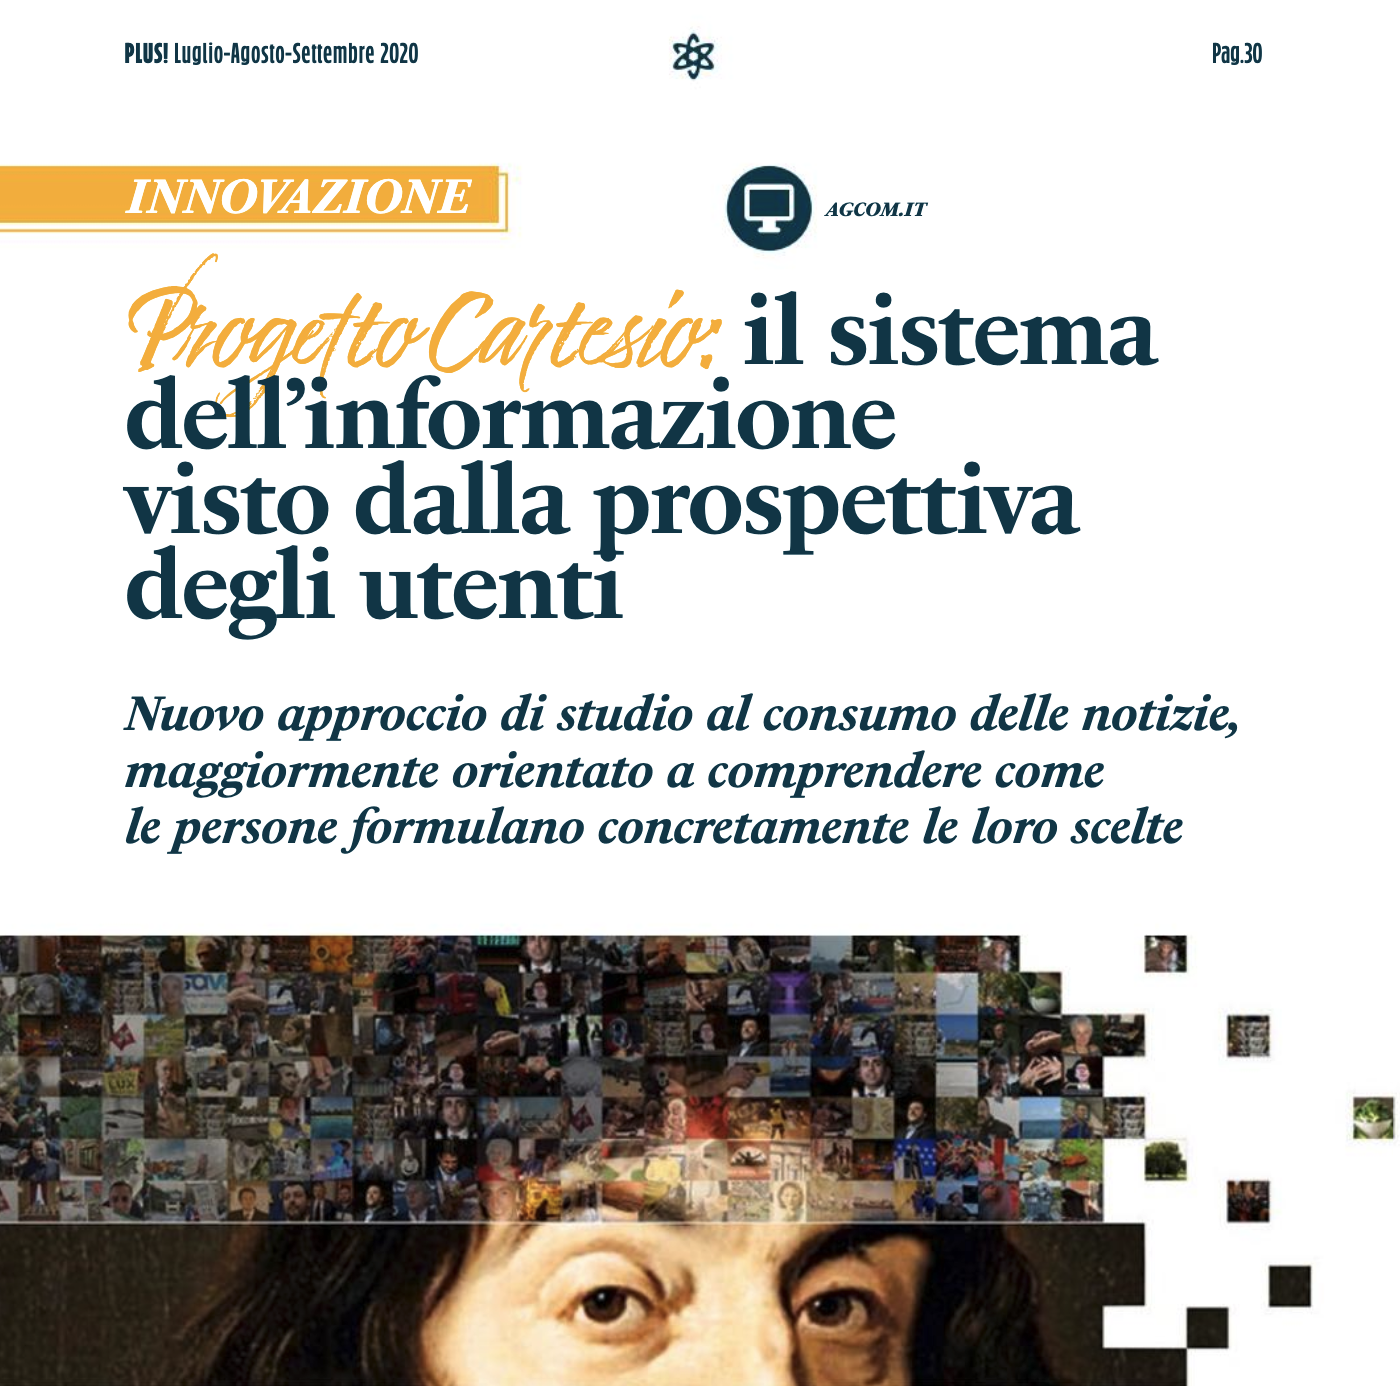 PLUS! Luglio-Agosto-Settembre 2020
Pag.30
INNOVAZIONE
AGCOM.IT
Progetto Cartesio: il sistema
dell’informazione
visto dalla prospettiva
degli utenti
Nuovo approccio di studio al consumo delle notizie,
maggiormente orientato a comprendere come
le persone formulano concretamente le loro scelte
LUX